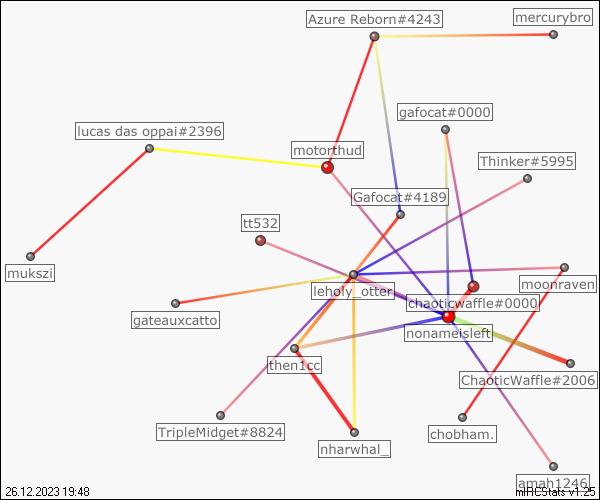 Azure Reborn#4243
mercurybro
gafocat#0000
lucas das oppai#2396
motorthud
Thinker#5995
Gafocat#4189
tt532
mukszi
leholy_otter
moonraven
chaoticwaffle#0000
gateauxcatto
nonameisleft
then1cc
ChaoticWaffle#2006
TripleMidget#8824
chobham.
nharwhal_
amah1246
26.12.2023 19:48
mIRCStats v1.25